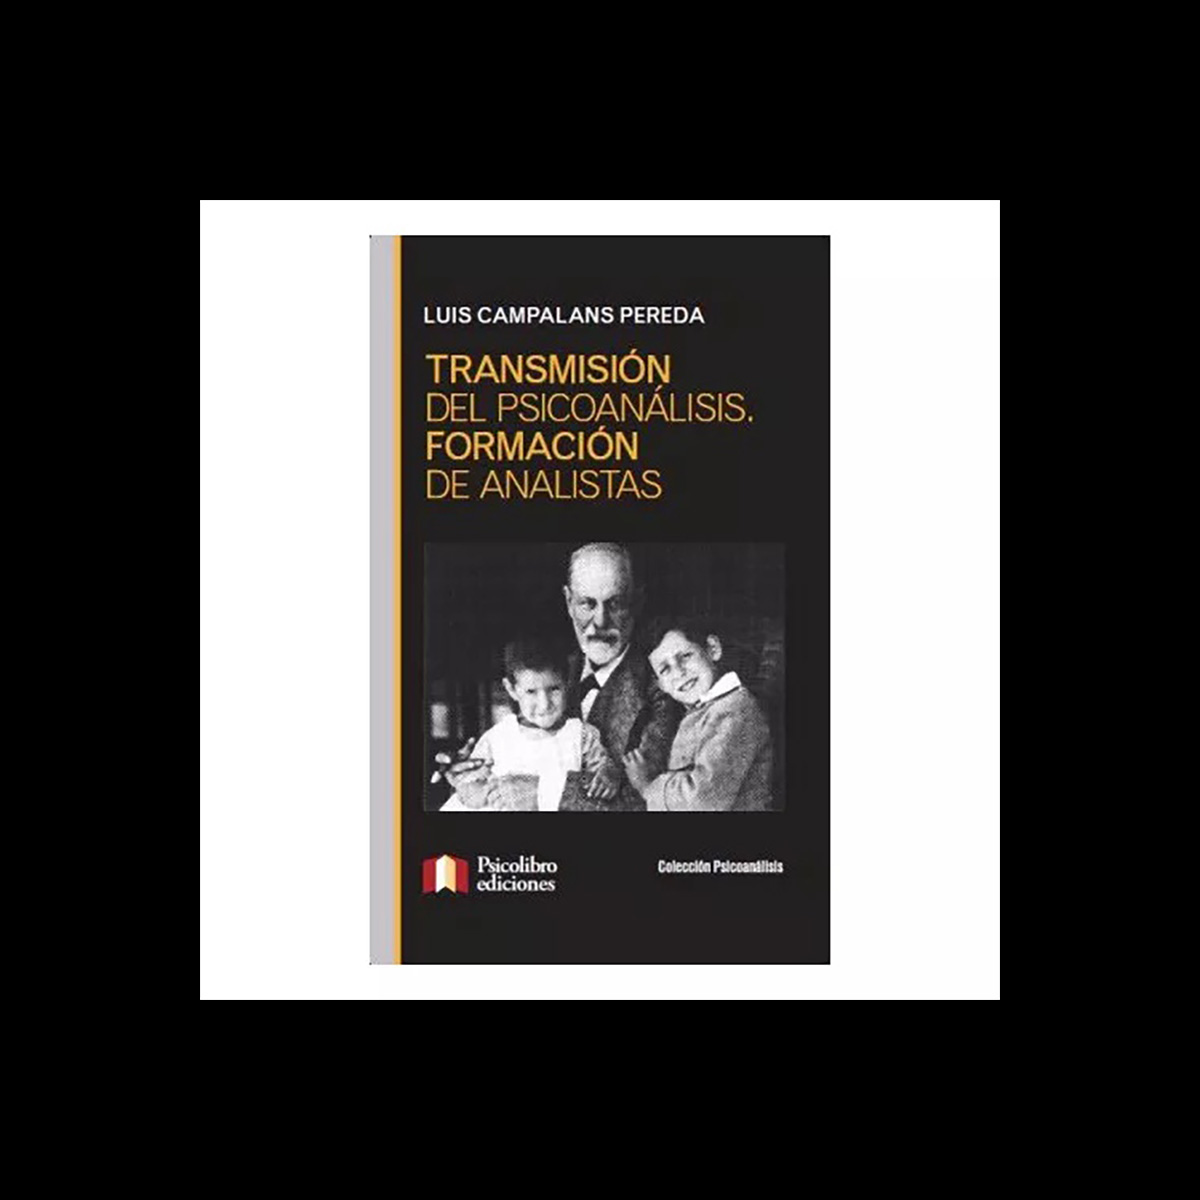 LUIS CAMPALANS PEREDA
TRANSMISIÓN
DEL PSICOANÁLISIS.
FORMACIÓN
DE ANALISTAS
Psicolibro
ediciones
Colección Psicoanálisis